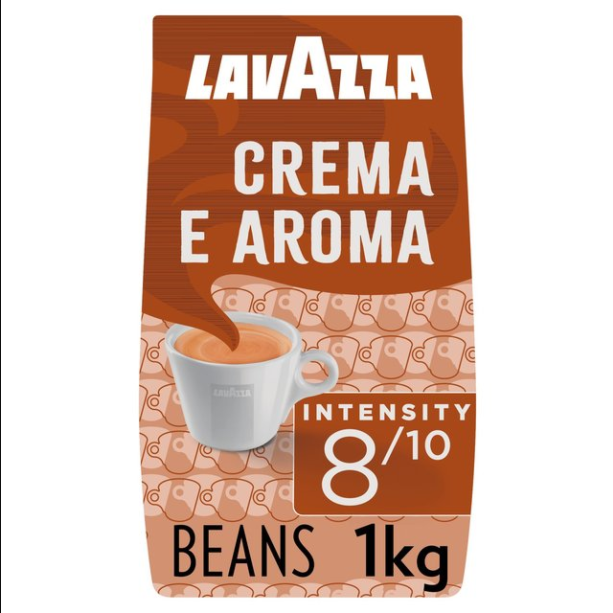 LAVAZZA
CREMA
E AROMA
LAVAZZA
INTENSITY
8/10
BEANS 1kg